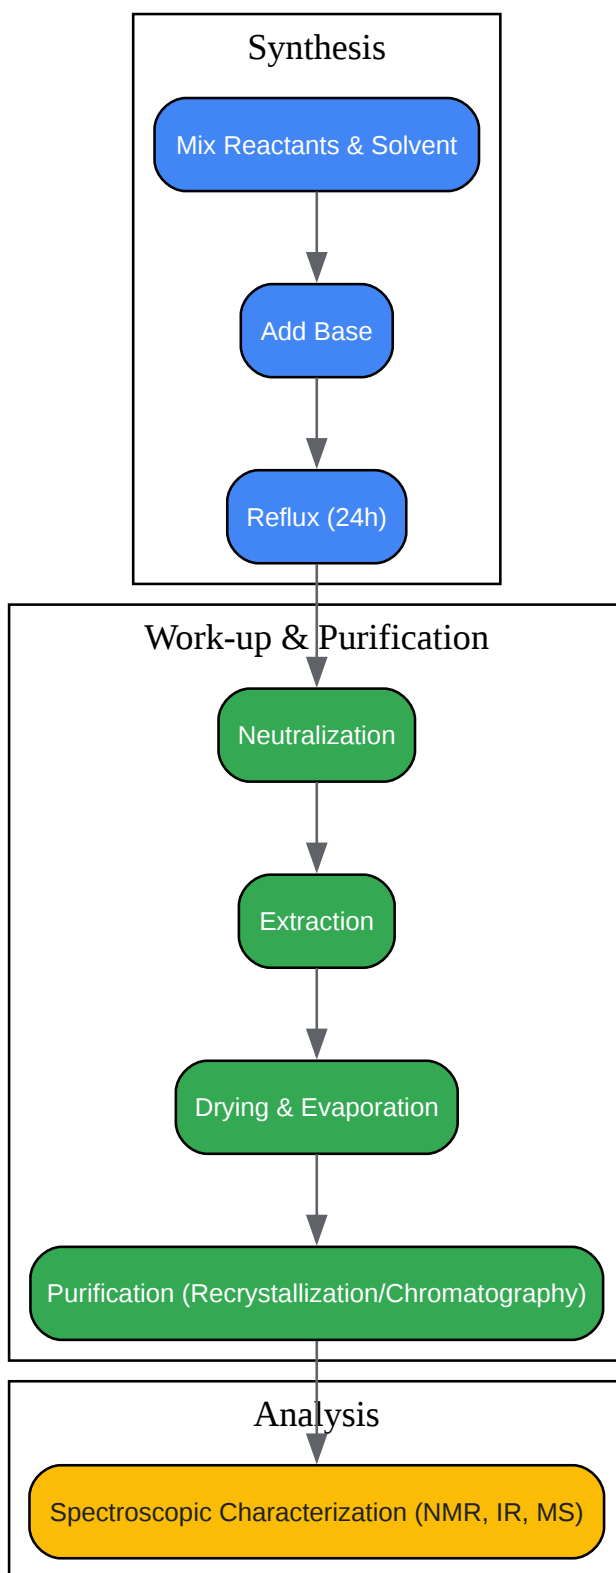 Synthesis
Mix Reactants & Solvent
Add Base
Reflux (24h)
Work-up & Purification
Neutralization
Extraction
Drying & Evaporation
Purification (Recrystallization/Chromatography)
Analysis
Spectroscopic Characterization (NMR, IR, MS)